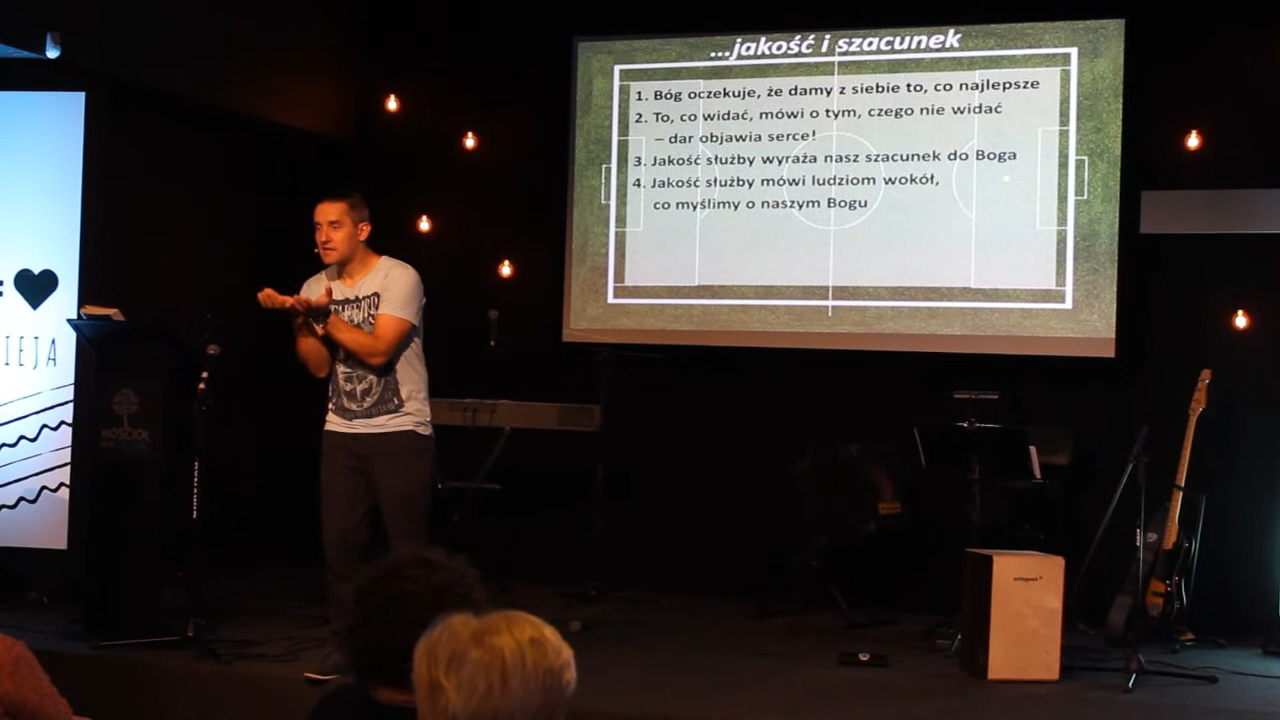 ...jakość i szacunek
1. Bóg oczekuje, że damy z siebie to, co najlepsze
2. To, co widać, mówi o tym, czego nie widać
– dar objawia serce!
3. Jakość służby wyraża nasz szacunek do Boga
4. Jakość służby mówi ludziom wokół,
co myślimy o naszym Bogu
IEJA
KOŚCIÓŁ